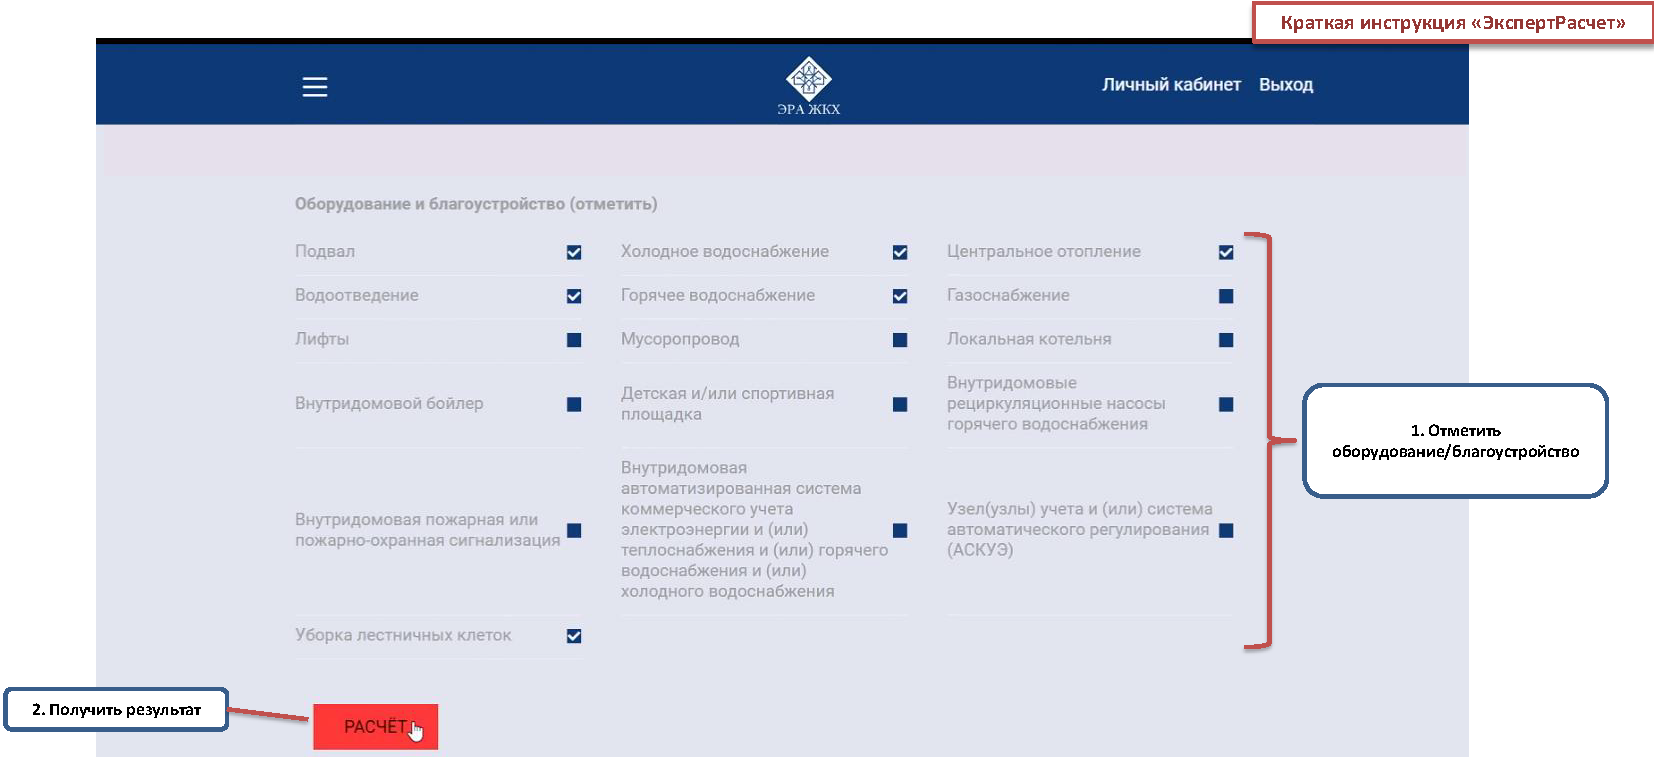 Краткая инструкция «ЭкспертРасчет»
ЭРА ЖКХ
Личный кабинет Выход
Оборудование и благоустройство (отметить)
Подвал
Холодное водоснабжение
Центральное отопление
Водоотведение
Горячее водоснабжение
Газоснабжение
Лифты
Мусоропровод
Локальная котельня
Внутридомовой бойлер
Детская и/или спортивная
площадка
Внутридомовые
рециркуляционные насосы
горячего водоснабжения
Внутридомовая пожарная или
пожарно-охранная сигнализация
Внутридомовая
автоматизированная система
коммерческого учета
электроэнергии и (или)
теплоснабжения и (или) горячего
водоснабжения и (или)
холодного водоснабжения
Узел(узлы) учета и (или) система
автоматического регулирования
(АСКУЭ)
Уборка лестничных клеток
1. Отметить
оборудование/благоустройство
2. Получить результат
РАСЧЁТ